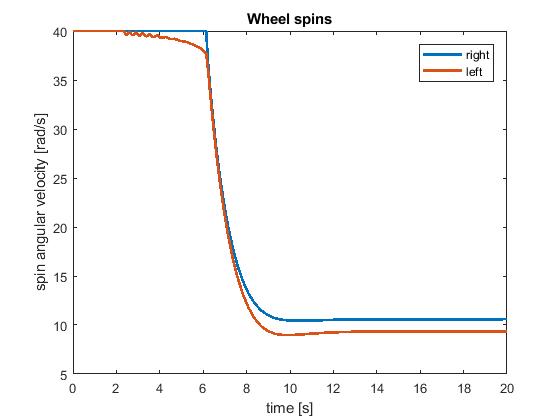 Wheel spins
40
35
30
25
20
15
10
5
spin angular velocity [rad/s]
right
left
0 2 4 6 8 10 12 14 16 18 20
time [s]